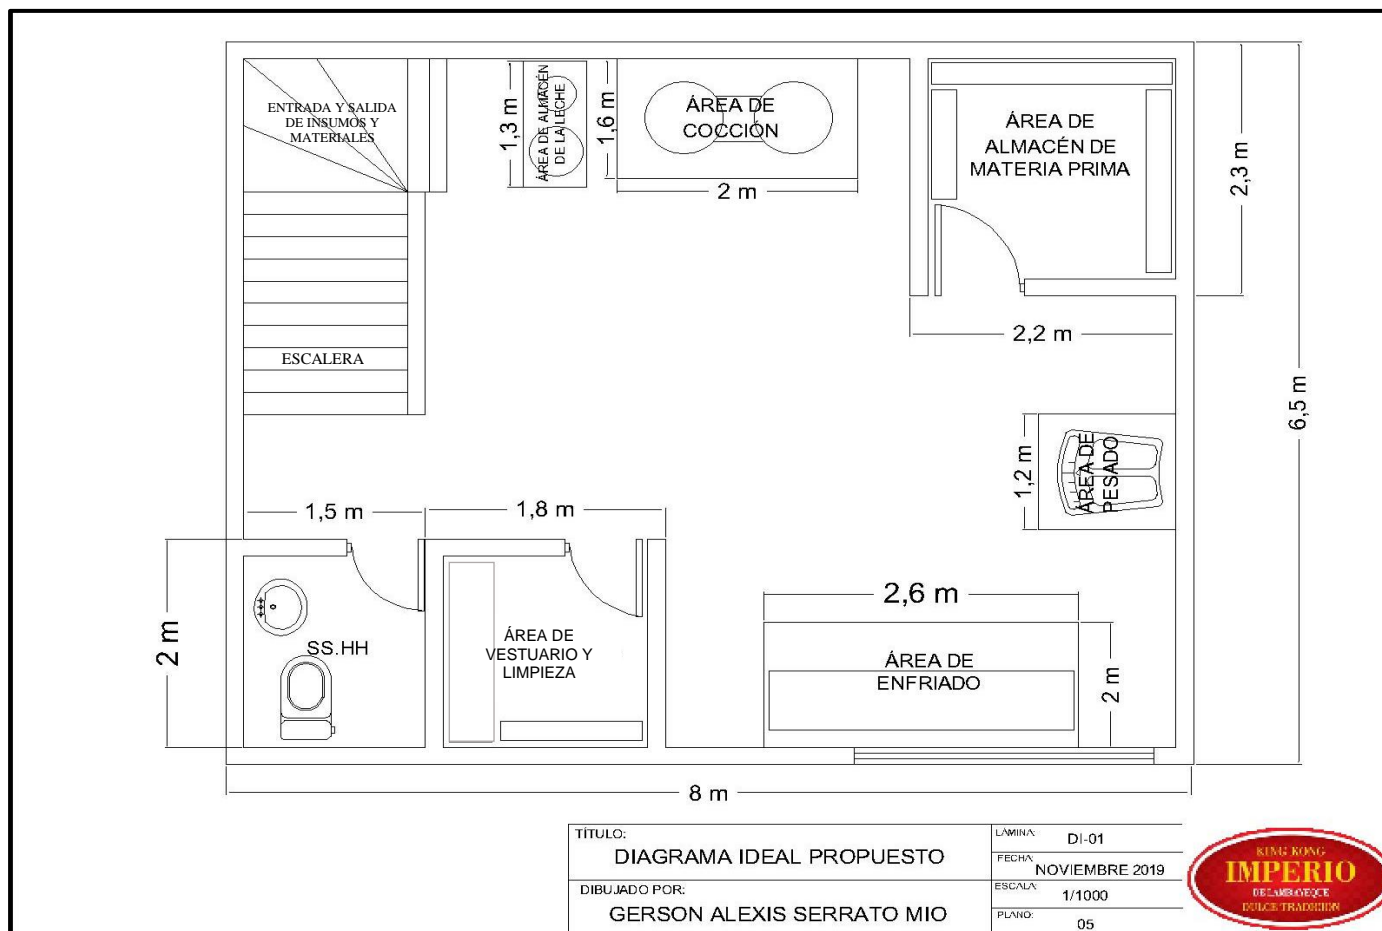 ENTRADA Y SALIDA
DE INSUMOS Y
MATERIALES
1,3 m
ÁREA DE ALMACÉN
DE LA LECHE
1,6 m
ÁREA DE
COCCIÓN
2 m
ÁREA DE
ALMACÉN DE
MATERIA PRIMA
2,3 m
2,2 m
ESCALERA
6,5 m
1,2 m
ÁREA DE
PESADO
1,5 m
1,8 m
2 m
SS.HH
ÁREA DE
VESTUARIO Y
LIMPIEZA
2,6 m
ÁREA DE
ENFRIADO
2 m
8 m
TÍTULO:
DIAGRAMA IDEAL PROPUESTO
LÁMINA:
DI-01
FECHA:
NOVIEMBRE 2019
DIBUJADO POR:
GERSON ALEXIS SERRATO MIO
ESCALA:
1/1000
PLANO:
05
KING KONG
IMPERIO
DE LAMBAYEQUE
DULCE TRADICION